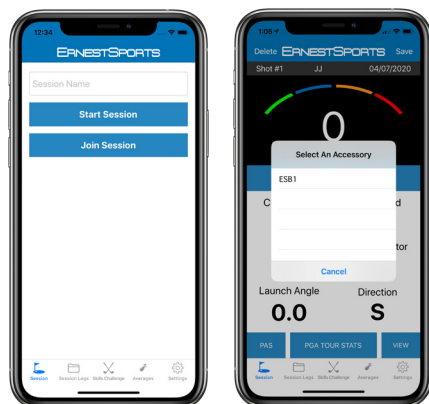 12:34
ERNESTSPORTS
Session Name
Start Session
Join Session
Session
Session Logs
Skills Challenge
Averages
Settings
1:05
Delete ERNESTSPORTS Save
Shot #1 JJ 04/07/2020
0
Select An Accessory
C d
ESB1
tor
Cancel
Launch Angle Direction
0.0 S
PAS PGA TOUR STATS VIEW
Session
Session Logs
Skills Challenge
Averages
Settings